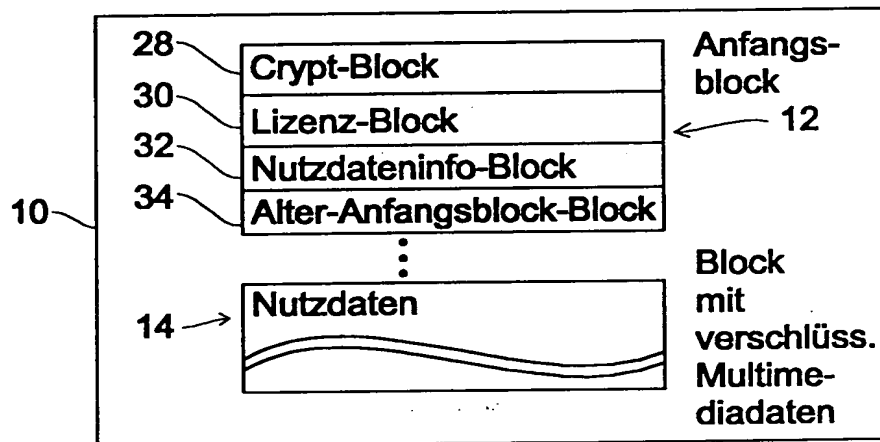 28
Crypt-Block
Anfangs-
block
30
Lizenz-Block
12
32
Nutzdateninfo-Block
10
34
Alter-Anfangsblock-Block
14
Nutzdaten
Block
mit
verschlüss.
Multime-
diadaten